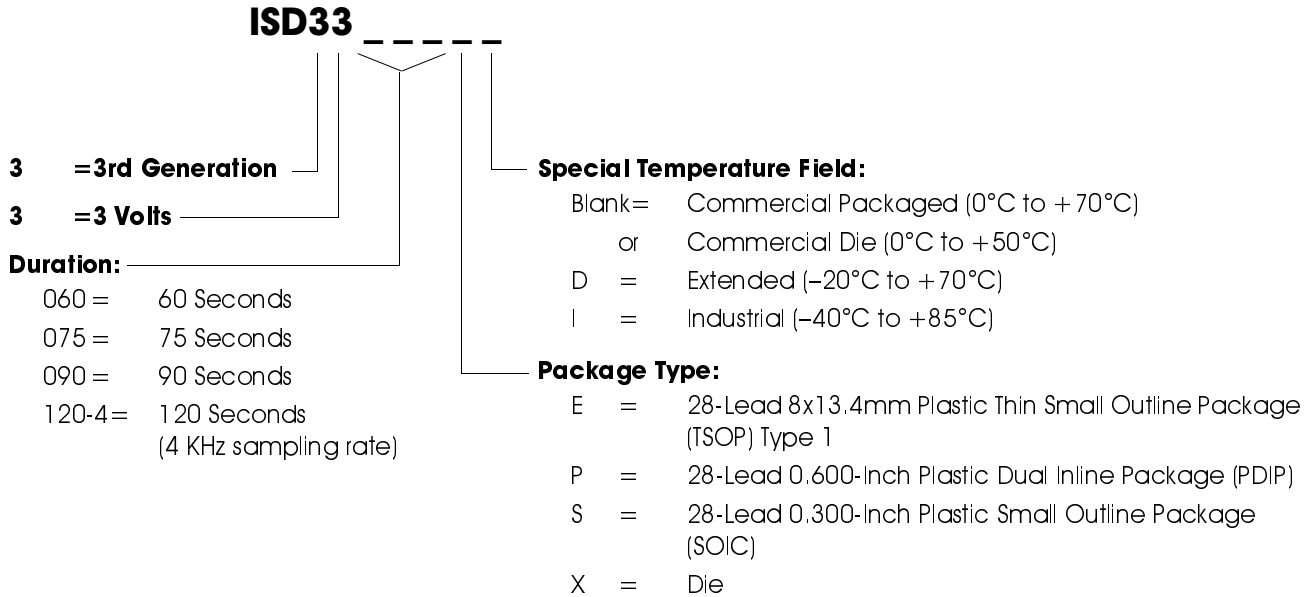 ISD33 _ _ _ _ _
3 =3rd Generation
3 =3 Volts
Duration:
060 = 60 Seconds
075 = 75 Seconds
090 = 90 Seconds
120-4= 120 Seconds
(4 KHz sampling rate)
Special Temperature Field:
Blank= Commercial Packaged (0°C to +70°C)
or Commercial Die (0°C to +50°C)
D = Extended (–20°C to +70°C)
I = Industrial (–40°C to +85°C)
Package Type:
E = 28-Lead 8x13.4mm Plastic Thin Small Outline Package
(TSOP) Type 1
P = 28-Lead 0.600-Inch Plastic Dual Inline Package (PDIP)
S = 28-Lead 0.300-Inch Plastic Small Outline Package
(SOIC)
X = Die